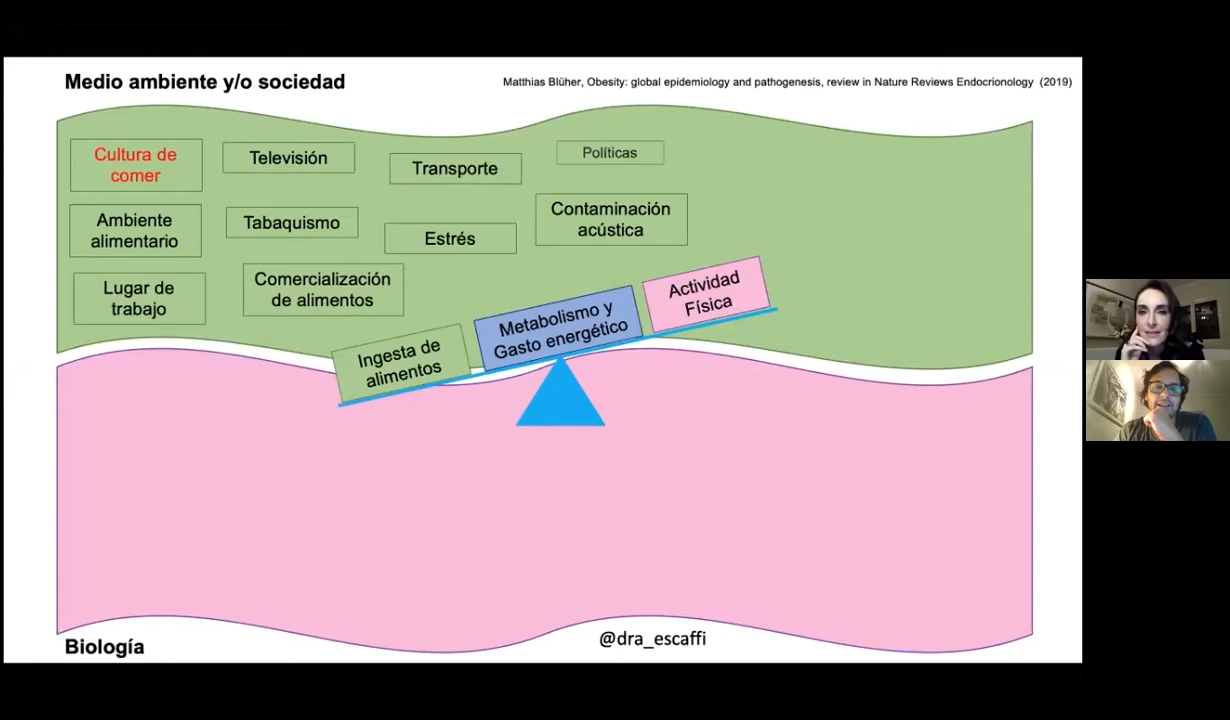 Medio ambiente y/o sociedad
Matthias Blüher, Obesity: global epidemiology and pathogenesis, review in Nature Reviews Endocrionology (2019)
Cultura de
comer
Televisión
Transporte
Políticas
Ambiente
alimentario
Tabaquismo
Estrés
Contaminación
acústica
Lugar de
trabajo
Comercialización
de alimentos
Ingesta de
alimentos
Metabolismo y
Gasto energético
Actividad
Física
Biología
@dra_escaffi